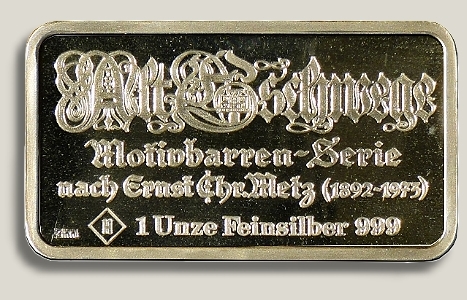 Alt-Eschwege
Motivbarren-Serie
nach Ernst Chr. Metz (1892-1973)
H 1 Unze Feinsilber 999